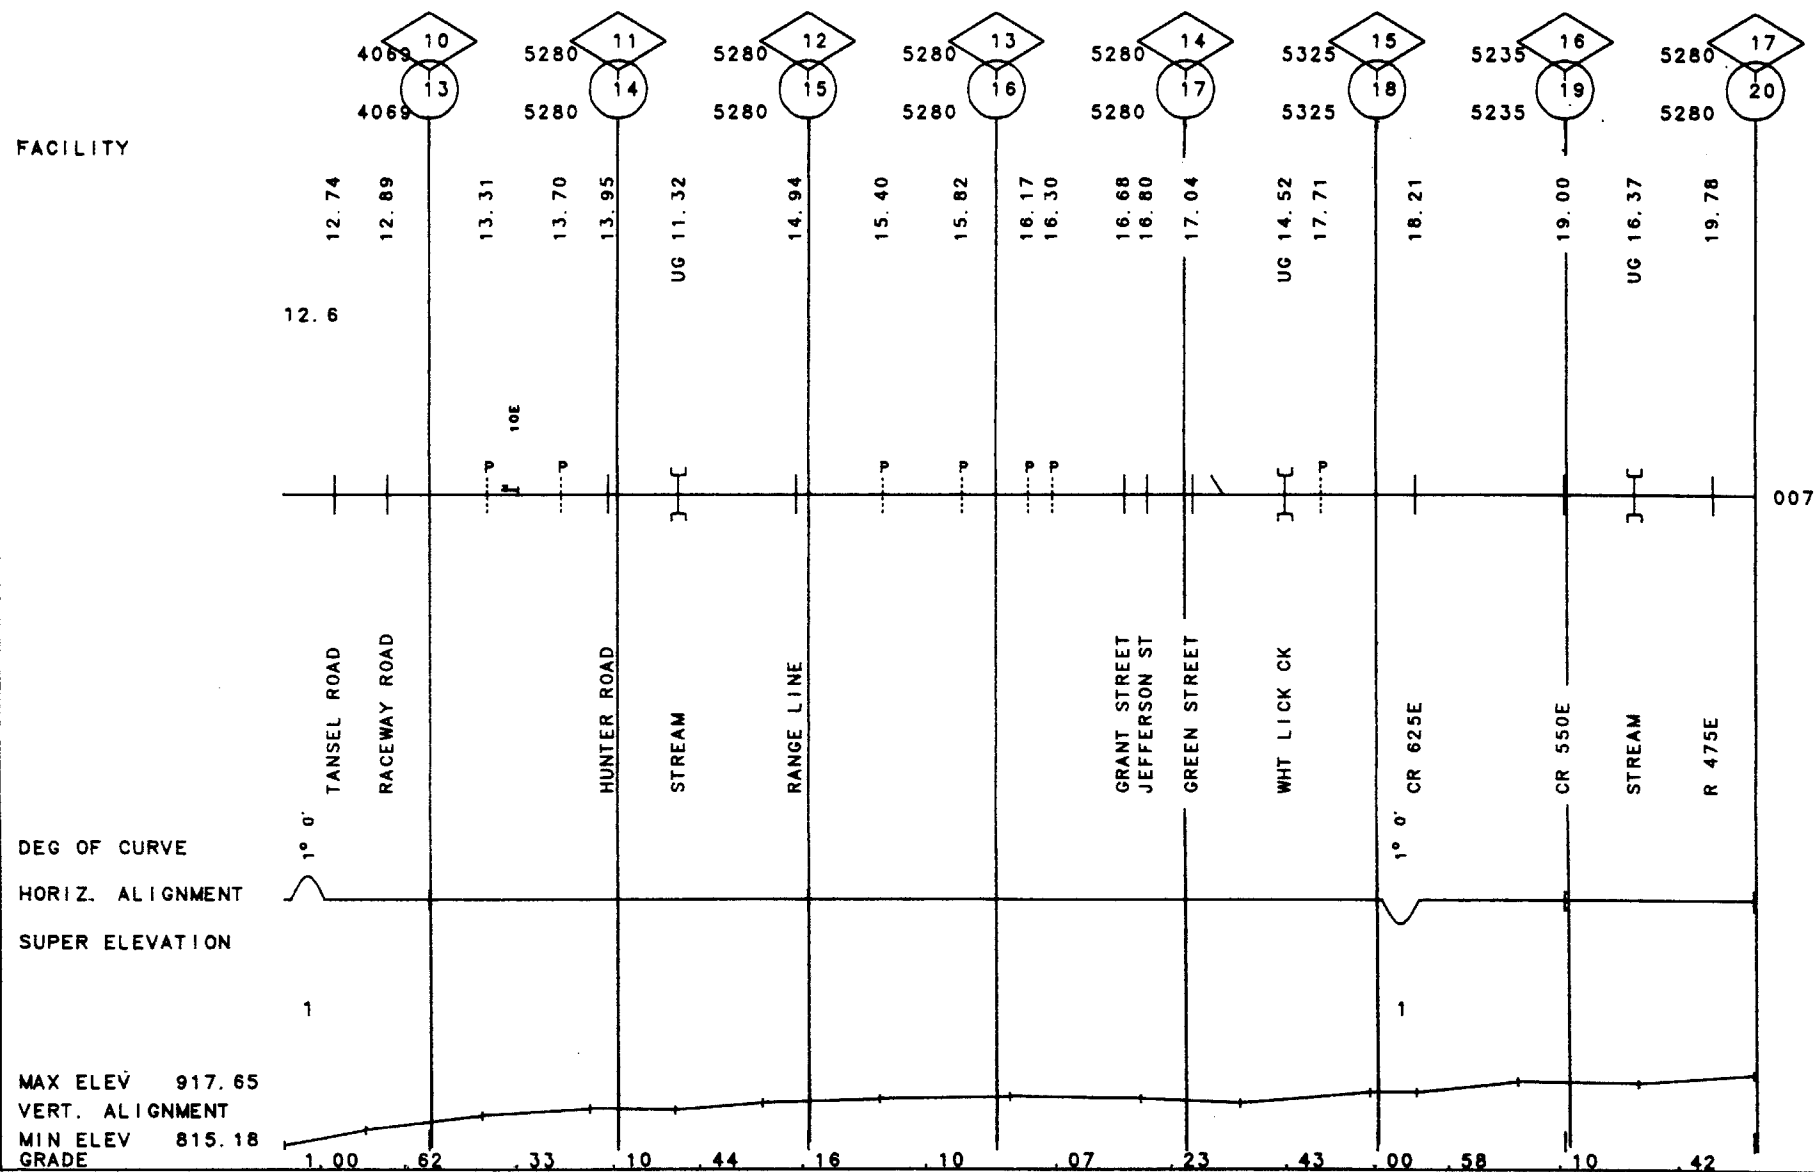 10 11 12 13 14 15 16 17
4069 5280 5280 5280 5280 5325 5235 5280
13 14 15 16 17 18 19 20
4069 5280 5280 5280 5280 5325 5235 5280
FACILITY
12.74 12.89 13.31 13.70 13.95 UG 11.32 14.94 15.40 15.82 16.17 16.30 16.68 16.80 17.04 UG 14.52 17.71 18.21 19.00 UG 16.37 19.78
12.6
10E
P P P P P P P
007
TANSEL ROAD
RACEWAY ROAD
HUNTER ROAD
STREAM
RANGE LINE
GRANT STREET
JEFFERSON ST
GREEN STREET
WHT LICK CK
CR 625E
CR 550E
STREAM
R 475E
DEG OF CURVE 1° 0' 1° 0'
HORIZ. ALIGNMENT
SUPER ELEVATION
1 1
MAX ELEV 917.65
VERT. ALIGNMENT
MIN ELEV 815.18
GRADE 1.00 .62 .33 .10 .44 .16 .10 .07 .23 .43 .00 .58 .10 .42